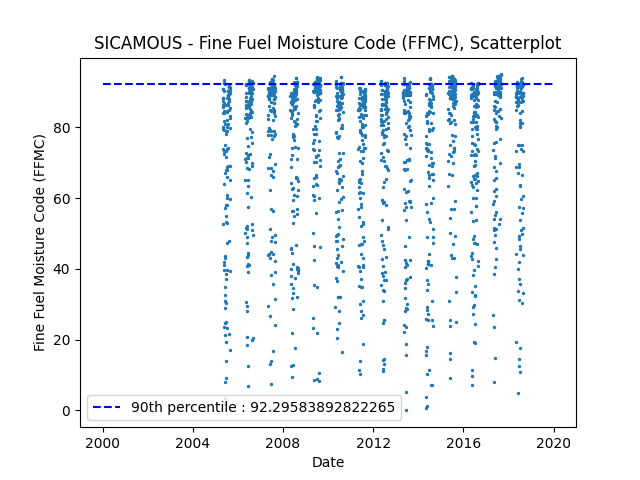 SICAMOUS - Fine Fuel Moisture Code (FFMC), Scatterplot
Fine Fuel Moisture Code (FFMC)
80
60
40
20
0
90th percentile : 92.29583892822265
2000 2004 2008 2012 2016 2020
Date